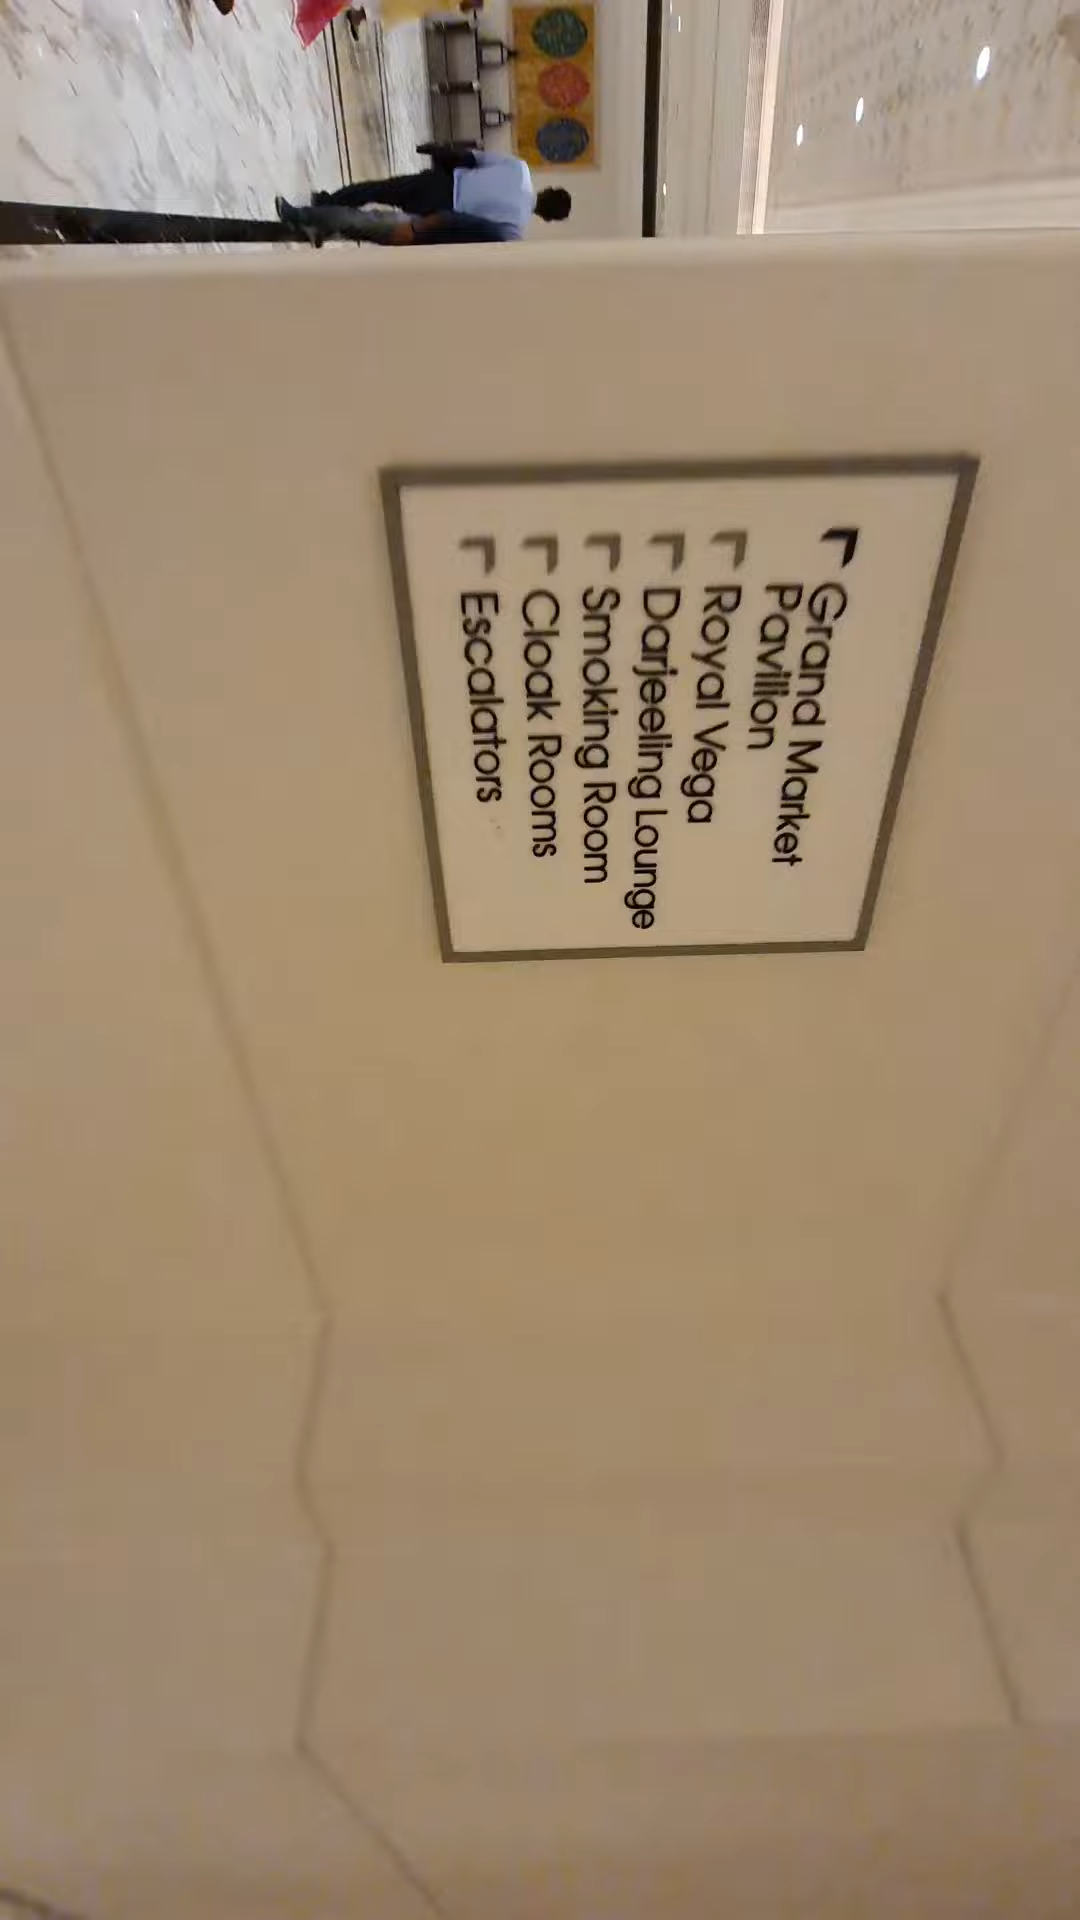 Grand Market
Pavilion
Royal Vega
Darjeeling Lounge
Smoking Room
Cloak Rooms
Escalators